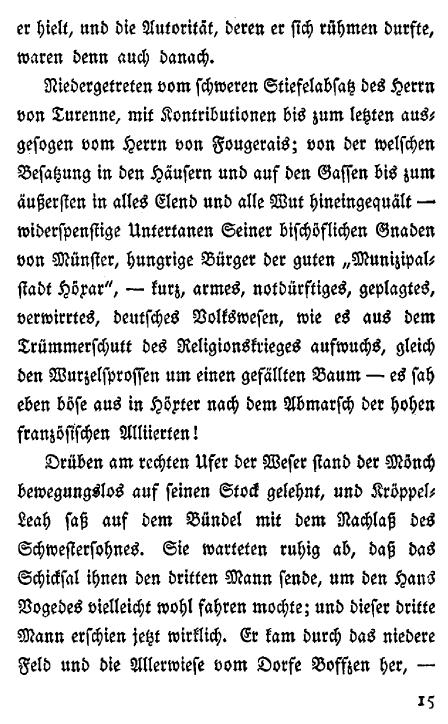 er hielt, und die Autorität, deren er sich rühmen durfte,
waren denn auch danach.
Niedergetreten vom schweren Stiefelabsatz des Herrn
von Turenne, mit Kontributionen bis zum letzten aus-
gesogen vom Herrn von Fougerais; von der welschen
Besatzung in den Häusern und auf den Gassen bis zum
äußersten in alles Elend und alle Wut hineingequält —
widerspenstige Untertanen Seiner bischöflichen Gnaden
von Münster, hungrige Bürger der guten „Munizipal-
stadt Höxar“, — kurz, armes, notdürftiges, geplagtes,
verwirrtes, deutsches Volkswesen, wie es aus dem
Trümmerschutt des Religionskrieges aufwuchs, gleich
den Wurzelsprossen um einen gefällten Baum — es sah
eben böse aus in Höxter nach dem Abmarsch der hohen
französischen Alliierten!
Drüben am rechten Ufer der Weser stand der Mönch
bewegungslos auf seinen Stock gelehnt, und Kröppel-
Leah saß auf dem Bündel mit dem Nachlaß des
Schwestersohnes. Sie warteten ruhig ab, daß das
Schicksal ihnen den dritten Mann sende, um den Hans
Vogedes vielleicht wohl fahren mochte; und dieser dritte
Mann erschien jetzt wirklich. Er kam durch das niedere
Feld und die Allerwiese vom Dorfe Boffzen her, —
15